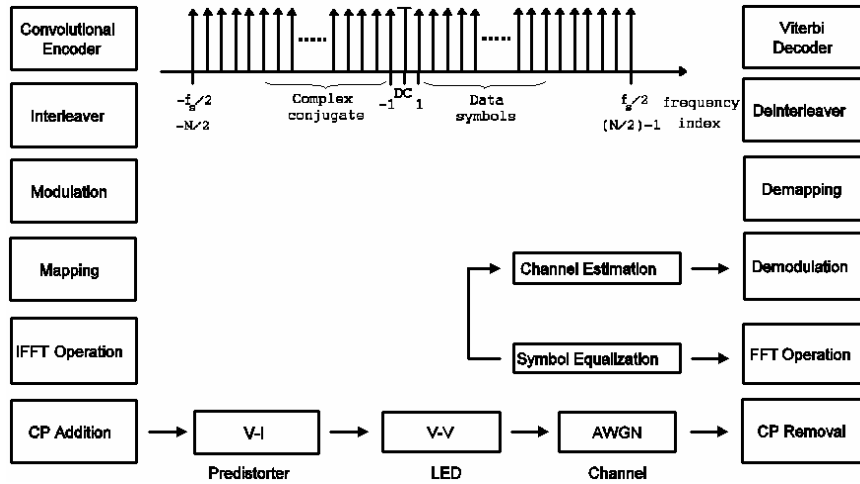 Convolutional
Encoder
Interleaver
Modulation
Mapping
IFFT Operation
CP Addition
-fs/2
-N/2
Complex
conjugate
-1
DC
1
Data
symbols
fs/2
(N/2)-1
frequency
index
Channel Estimation
Symbol Equalization
V-I
Predistorter
V-V
LED
AWGN
Channel
Viterbi
Decoder
Deinterleaver
Demapping
Demodulation
FFT Operation
CP Removal